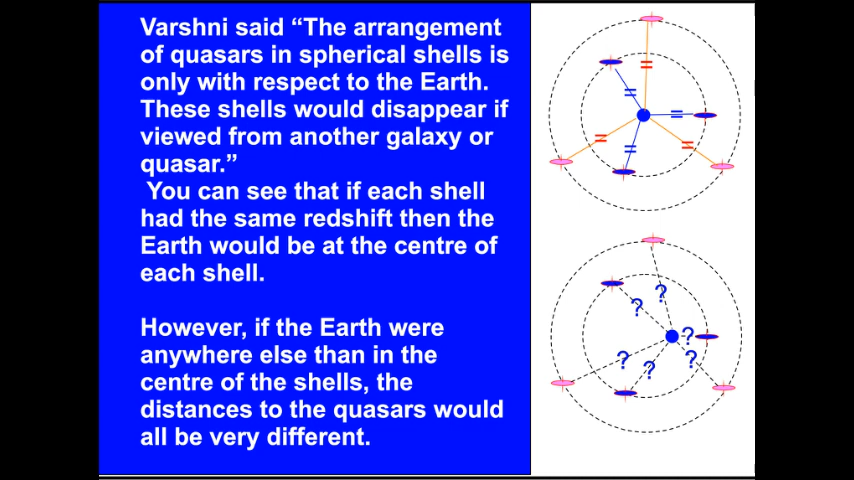 Varshni said “The arrangement
of quasars in spherical shells is
only with respect to the Earth.
These shells would disappear if
viewed from another galaxy or
quasar.”
You can see that if each shell
had the same redshift then the
Earth would be at the centre of
each shell.
However, if the Earth were
anywhere else than in the
centre of the shells, the
distances to the quasars would
all be very different.
=
=
=
=
=
=
?
?
?
?
?
?